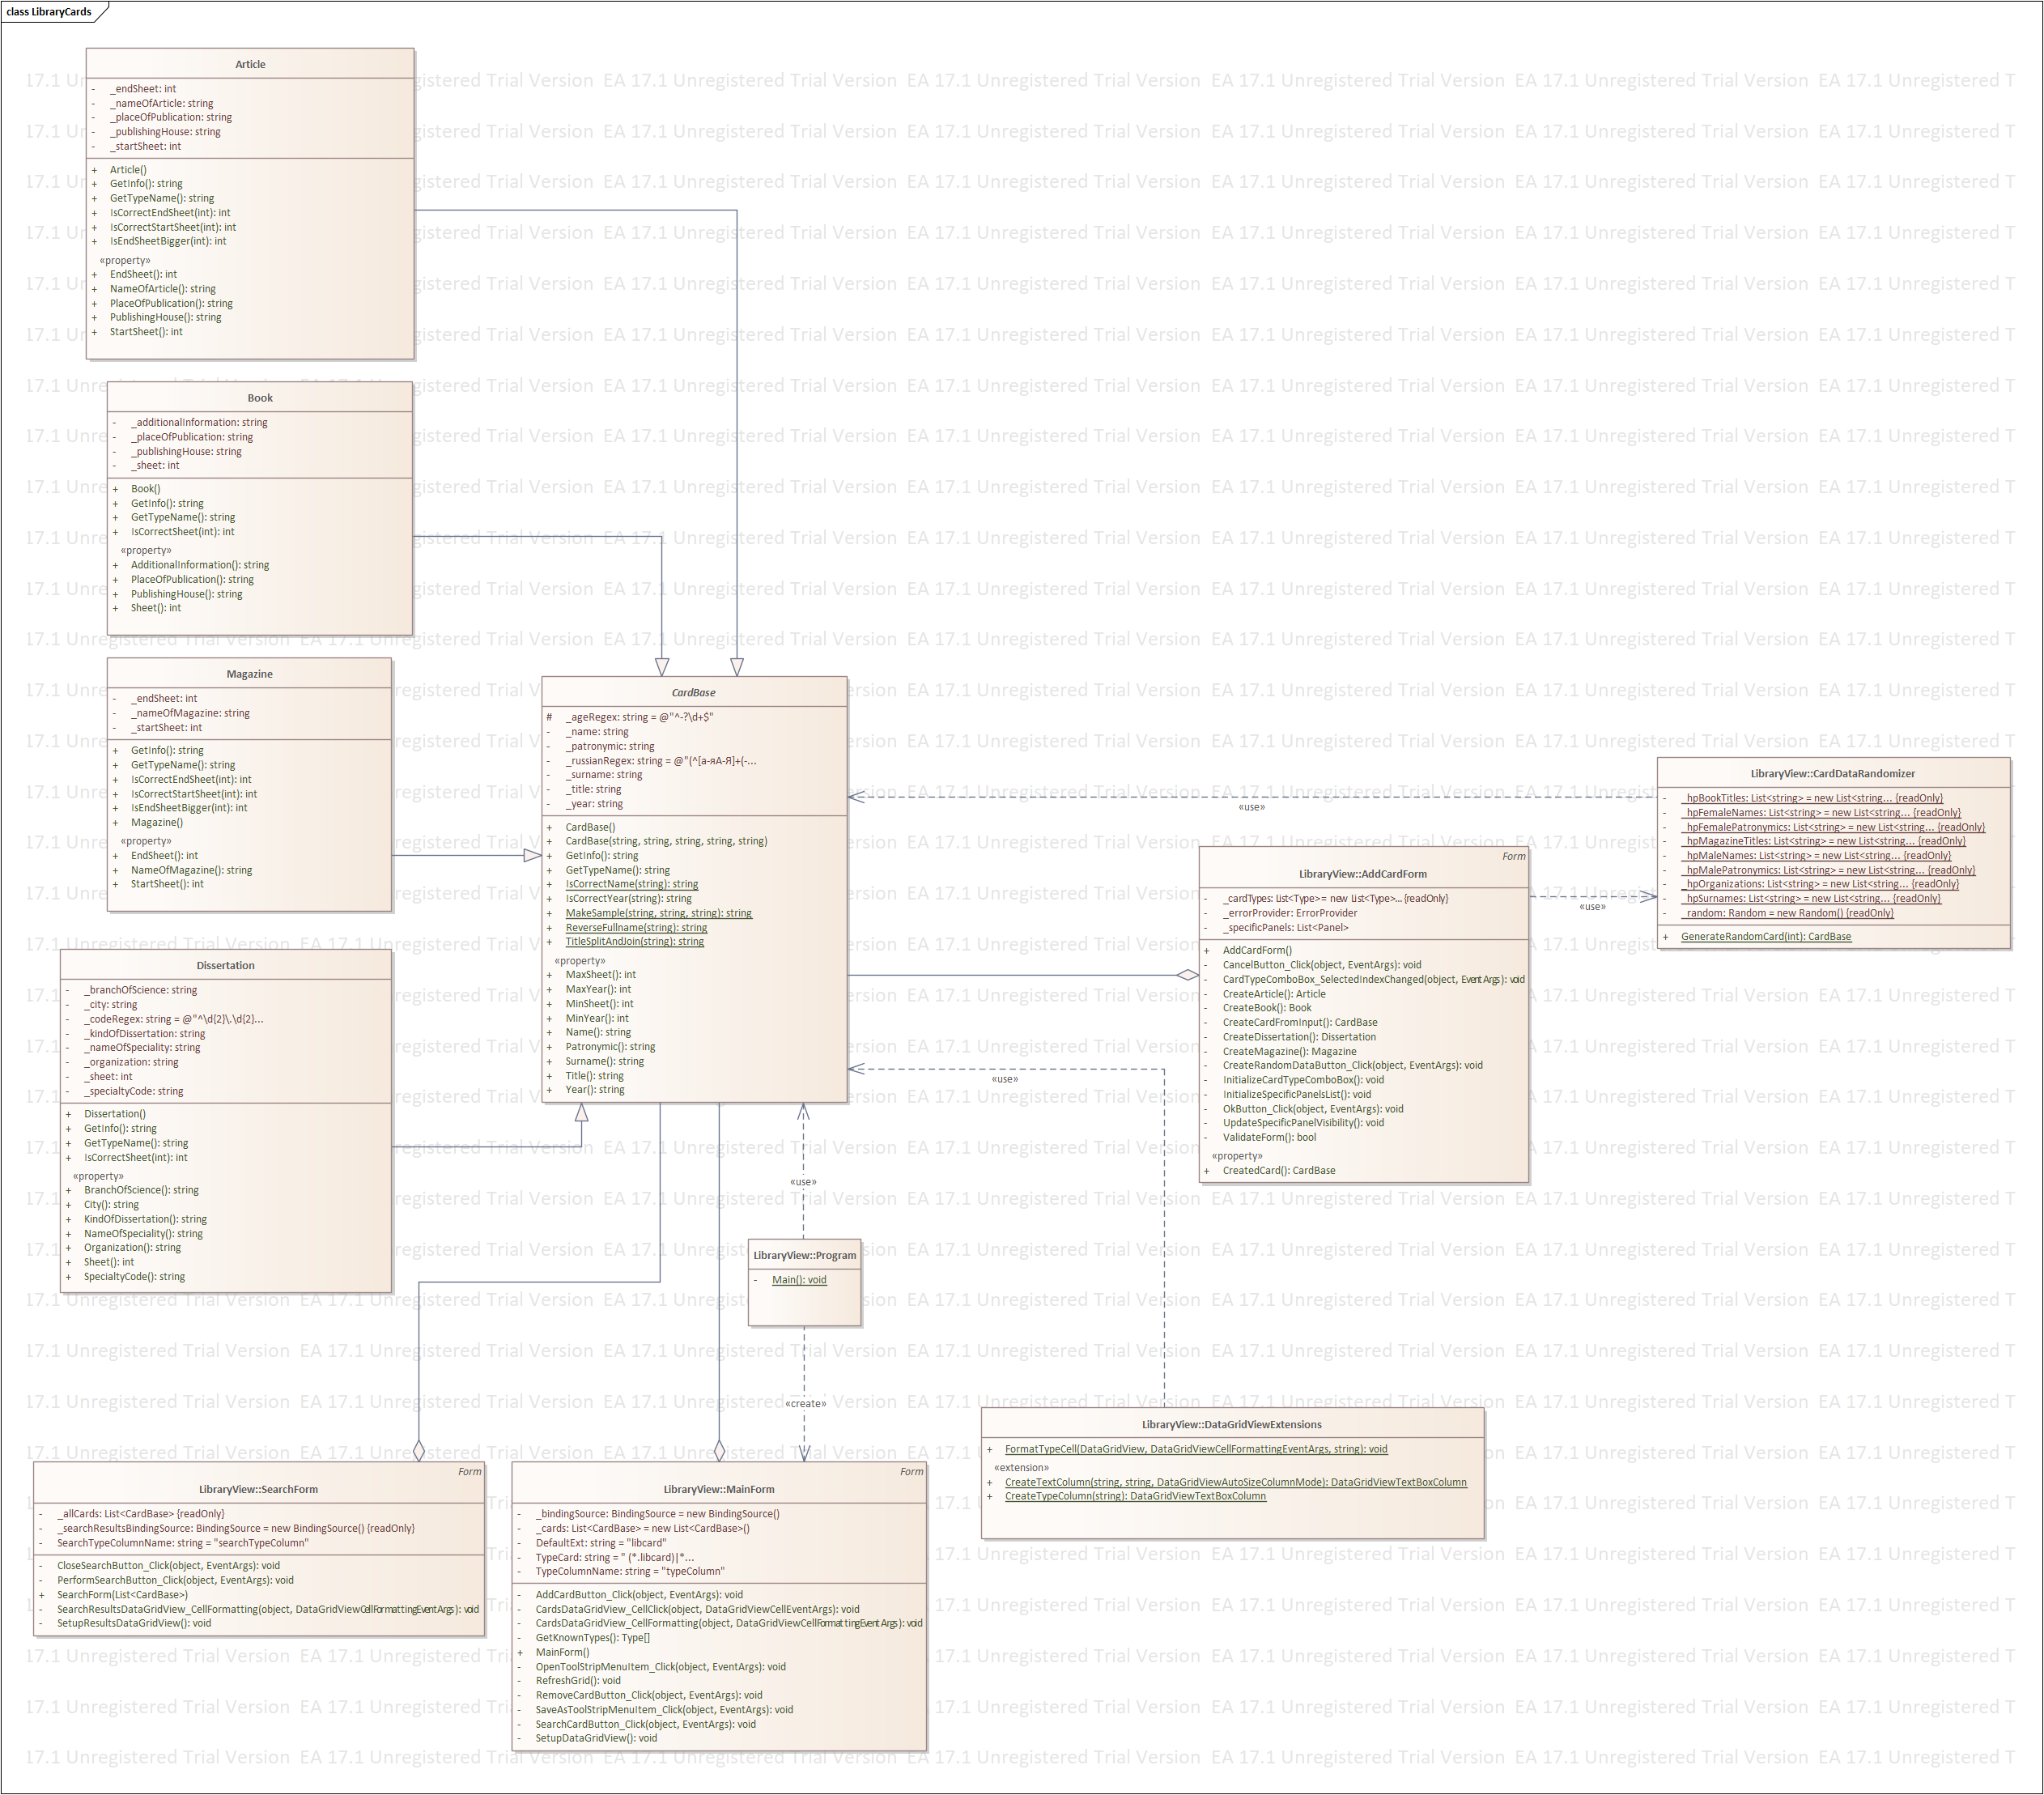 class LibraryCards
Article
- _endSheet: int
- _nameOfArticle: string
- _placeOfPublication: string
- _publishingHouse: string
- _startSheet: int
+ Article()
+ GetInfo(): string
+ GetTypeName(): string
+ IsCorrectEndSheet(int): int
+ IsCorrectStartSheet(int): int
+ IsEndSheetBigger(int): int
«property»
+ EndSheet(): int
+ NameOfArticle(): string
+ PlaceOfPublication(): string
+ PublishingHouse(): string
+ StartSheet(): int
Book
- _additionalInformation: string
- _placeOfPublication: string
- _publishingHouse: string
- _sheet: int
+ Book()
+ GetInfo(): string
+ GetTypeName(): string
+ IsCorrectSheet(int): int
«property»
+ AdditionalInformation(): string
+ PlaceOfPublication(): string
+ PublishingHouse(): string
+ Sheet(): int
Magazine
- _endSheet: int
- _nameOfMagazine: string
- _startSheet: int
+ GetInfo(): string
+ GetTypeName(): string
+ IsCorrectEndSheet(int): int
+ IsCorrectStartSheet(int): int
+ IsEndSheetBigger(int): int
+ Magazine()
«property»
+ EndSheet(): int
+ NameOfMagazine(): string
+ StartSheet(): int
Dissertation
- _branchOfScience: string
- _city: string
- _codeRegex: string = @"^\d{2}\.\d{2}...
- _kindOfDissertation: string
- _nameOfSpeciality: string
- _organization: string
- _sheet: int
- _specialtyCode: string
+ Dissertation()
+ GetInfo(): string
+ GetTypeName(): string
+ IsCorrectSheet(int): int
«property»
+ BranchOfScience(): string
+ City(): string
+ KindOfDissertation(): string
+ NameOfSpeciality(): string
+ Organization(): string
+ Sheet(): int
+ SpecialtyCode(): string
CardBase
# _ageRegex: string = @"^-?\d+$"
- _name: string
- _patronymic: string
- _russianRegex: string = @"(^[а-яА-Я]+(-...
- _surname: string
- _title: string
- _year: string
+ CardBase()
+ CardBase(string, string, string, string, string)
+ GetInfo(): string
+ GetTypeName(): string
+ IsCorrectName(string): string
+ IsCorrectYear(string): string
+ MakeSample(string, string, string): string
+ ReverseFullname(string): string
+ TitleSplitAndJoin(string): string
«property»
+ MaxSheet(): int
+ MaxYear(): int
+ MinSheet(): int
+ MinYear(): int
+ Name(): string
+ Patronymic(): string
+ Surname(): string
+ Title(): string
+ Year(): string
«use»
LibraryView::CardDataRandomizer
- _hpBookTitles: List<string> = new List<string... {readOnly}
- _hpFemaleNames: List<string> = new List<string... {readOnly}
- _hpFemalePatronymics: List<string> = new List<string... {readOnly}
- _hpMagazineTitles: List<string> = new List<string... {readOnly}
- _hpMaleNames: List<string> = new List<string... {readOnly}
- _hpMalePatronymics: List<string> = new List<string... {readOnly}
- _hpOrganizations: List<string> = new List<string... {readOnly}
- _hpSurnames: List<string> = new List<string... {readOnly}
- _random: Random = new Random() {readOnly}
+ GenerateRandomCard(int): CardBase
«use»
Form
LibraryView::AddCardForm
- _cardTypes: List<Type> = new List<Type>... {readOnly}
- _errorProvider: ErrorProvider
- _specificPanels: List<Panel>
+ AddCardForm()
- CancelButton_Click(object, EventArgs): void
- CardTypeComboBox_SelectedIndexChanged(object, EventArgs): void
- CreateArticle(): Article
- CreateBook(): Book
- CreateCardFromInput(): CardBase
- CreateDissertation(): Dissertation
- CreateMagazine(): Magazine
- CreateRandomDataButton_Click(object, EventArgs): void
- InitializeCardTypeComboBox(): void
- InitializeSpecificPanelsList(): void
- OkButton_Click(object, EventArgs): void
- UpdateSpecificPanelVisibility(): void
- ValidateForm(): bool
«property»
+ CreatedCard(): CardBase
«use»
«use»
LibraryView::Program
- Main(): void
«create»
LibraryView::DataGridViewExtensions
+ FormatTypeCell(DataGridView, DataGridViewCellFormattingEventArgs, string): void
«extension»
+ CreateTextColumn(string, string, DataGridViewAutoSizeColumnMode): DataGridViewTextBoxColumn
+ CreateTypeColumn(string): DataGridViewTextBoxColumn
Form
LibraryView::SearchForm
- _allCards: List<CardBase> {readOnly}
- _searchResultsBindingSource: BindingSource = new BindingSource() {readOnly}
- SearchTypeColumnName: string = "searchTypeColumn"
- CloseSearchButton_Click(object, EventArgs): void
- PerformSearchButton_Click(object, EventArgs): void
+ SearchForm(List<CardBase>)
- SearchResultsDataGridView_CellFormatting(object, DataGridViewCellFormattingEventArgs): void
- SetupResultsDataGridView(): void
Form
LibraryView::MainForm
- _bindingSource: BindingSource = new BindingSource()
- _cards: List<CardBase> = new List<CardBase>()
- DefaultExt: string = "libcard"
- TypeCard: string = " (*.libcard)|*...
- TypeColumnName: string = "typeColumn"
- AddCardButton_Click(object, EventArgs): void
- CardsDataGridView_CellClick(object, DataGridViewCellEventArgs): void
- CardsDataGridView_CellFormatting(object, DataGridViewCellFormattingEventArgs): void
- GetKnownTypes(): Type[]
+ MainForm()
- OpenToolStripMenuItem_Click(object, EventArgs): void
- RefreshGrid(): void
- RemoveCardButton_Click(object, EventArgs): void
- SaveAsToolStripMenuItem_Click(object, EventArgs): void
- SearchCardButton_Click(object, EventArgs): void
- SetupDataGridView(): void